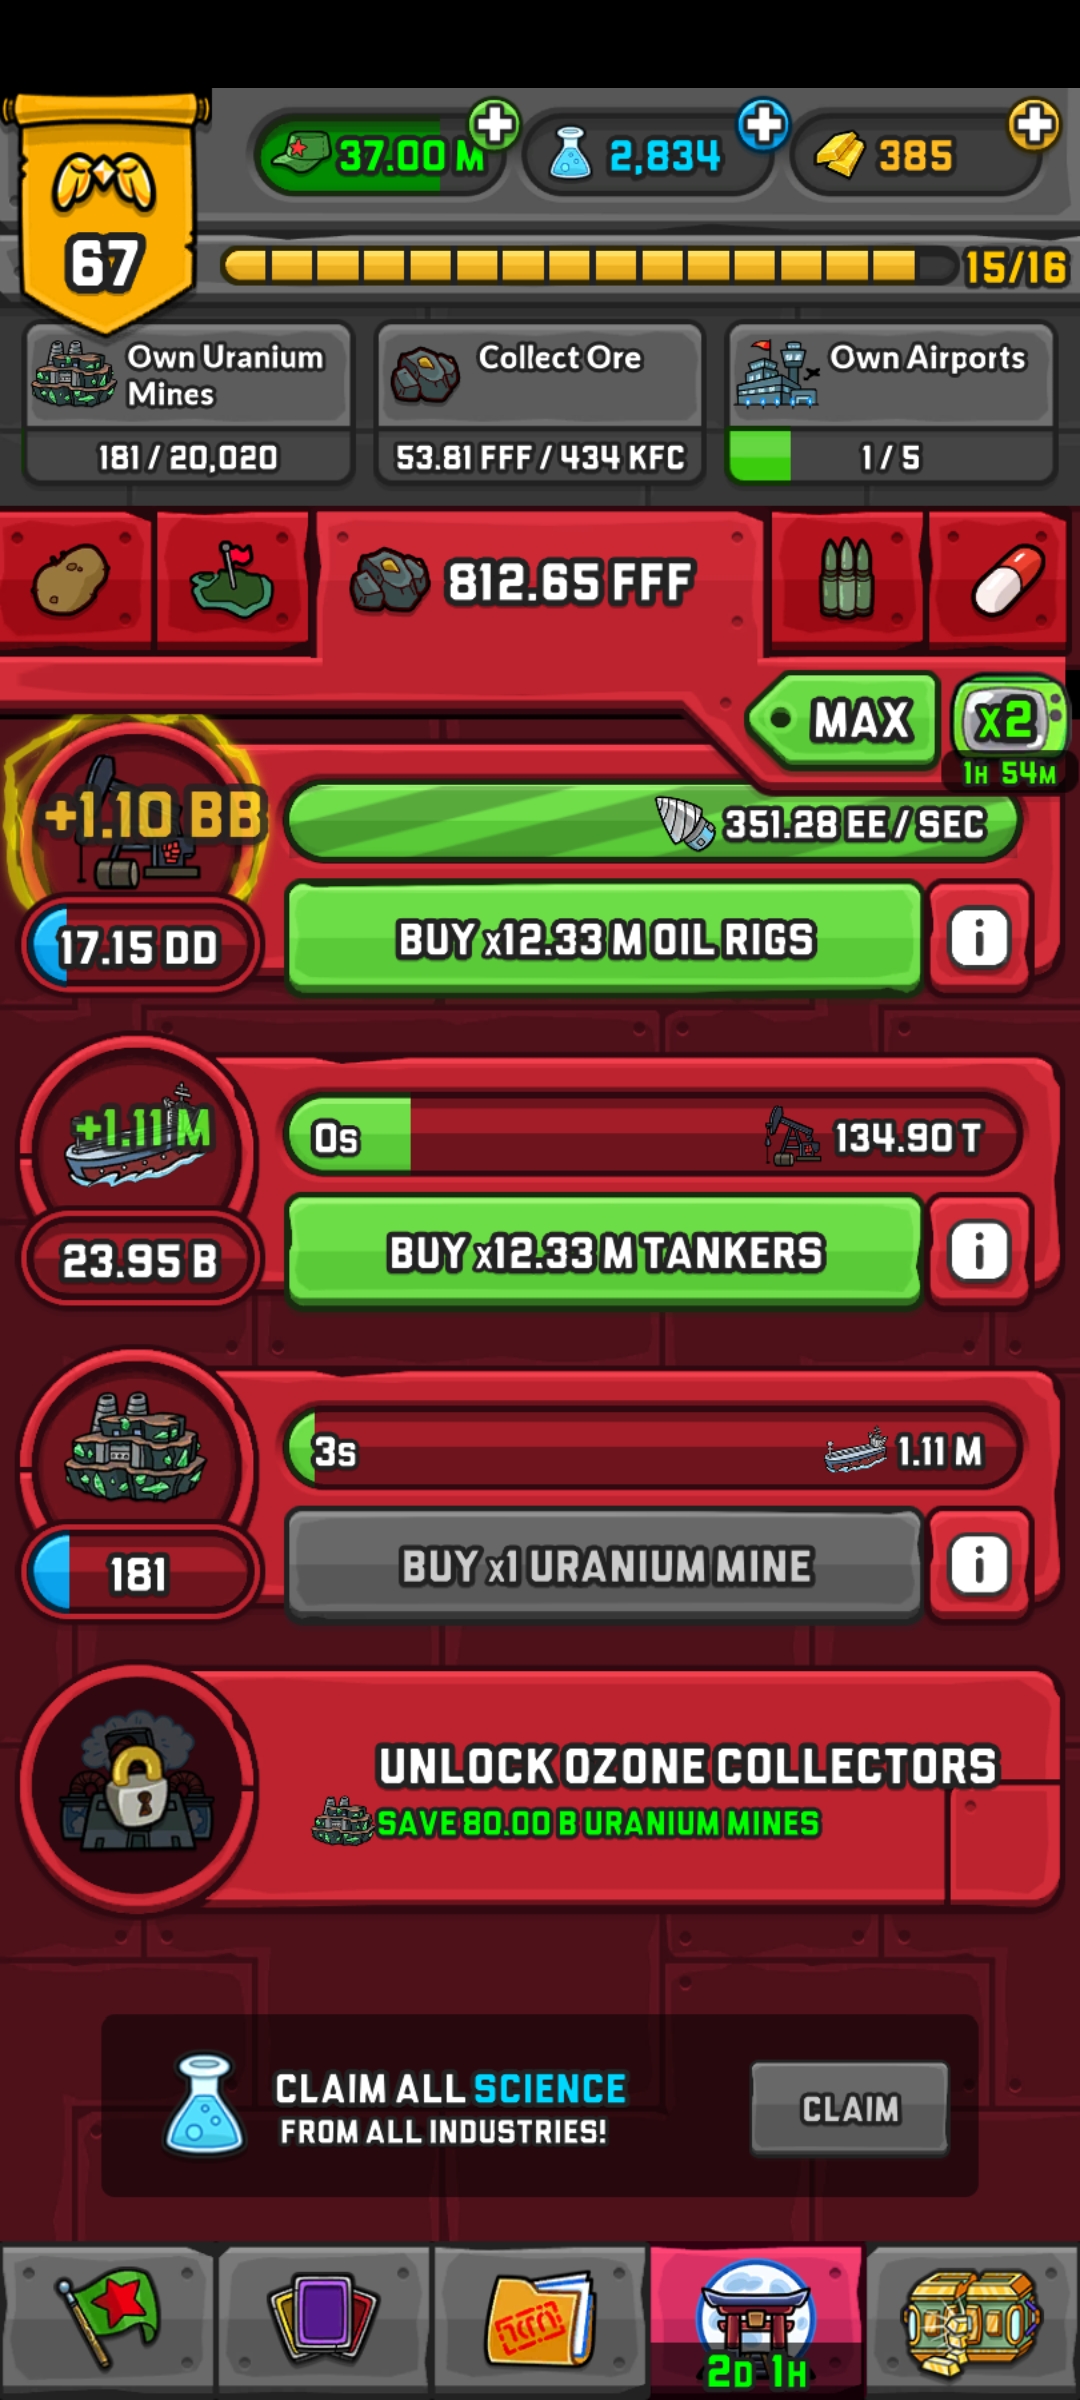 67
37.00 M
2,834
385
15/16
Own Uranium
Mines
181 / 20,020
Collect Ore
53.81 FFF / 434 KFC
Own Airports
1 / 5
812.65 FFF
MAX
x2
1H 54M
+1.10 BB
351.28 EE / SEC
17.15 DD
BUY x12.33 M OIL RIGS
i
+1.11 M
0s
134.90 T
23.95 B
BUY x12.33 M TANKERS
i
3s
1.11 M
181
BUY x1 URANIUM MINE
i
UNLOCK OZONE COLLECTORS
SAVE 80.00 B URANIUM MINES
CLAIM ALL SCIENCE
FROM ALL INDUSTRIES!
CLAIM
2D 1H